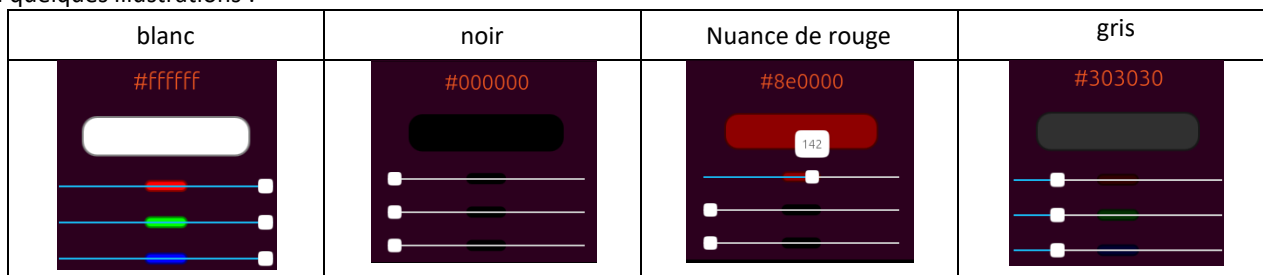 quelques illustrations :
blanc
noir
Nuance de rouge
gris
#ffffff
#000000
#8e0000
#303030
142